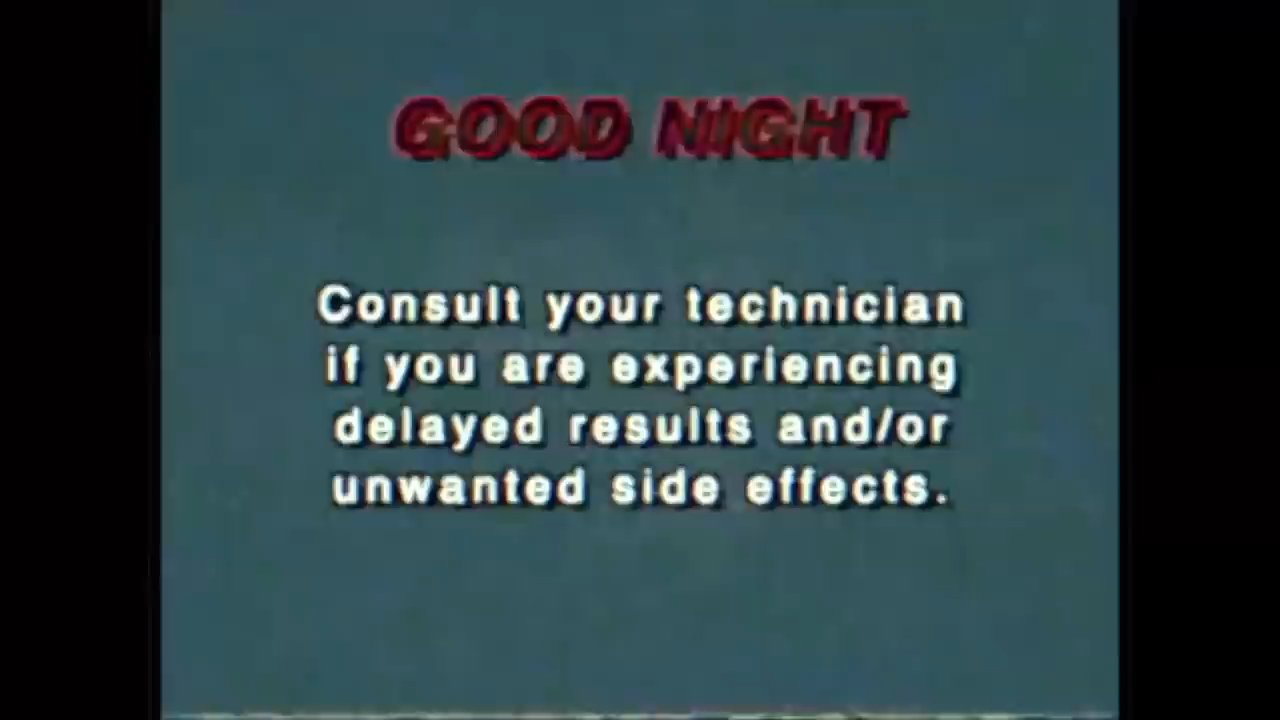 GOOD NIGHT
Consult your technician
if you are experiencing
delayed results and/or
unwanted side effects.